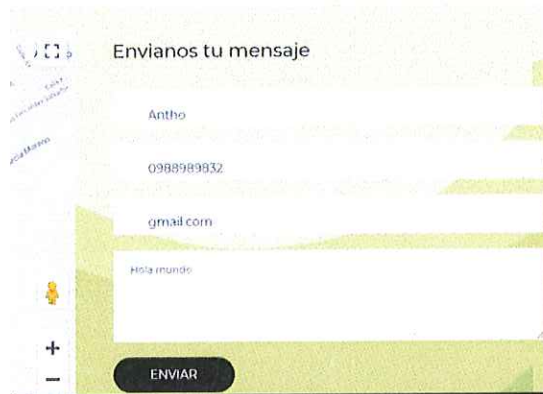 Envianos tu mensaje
Antho
0988989832
gmail.com
Hola mundo
ENVIAR